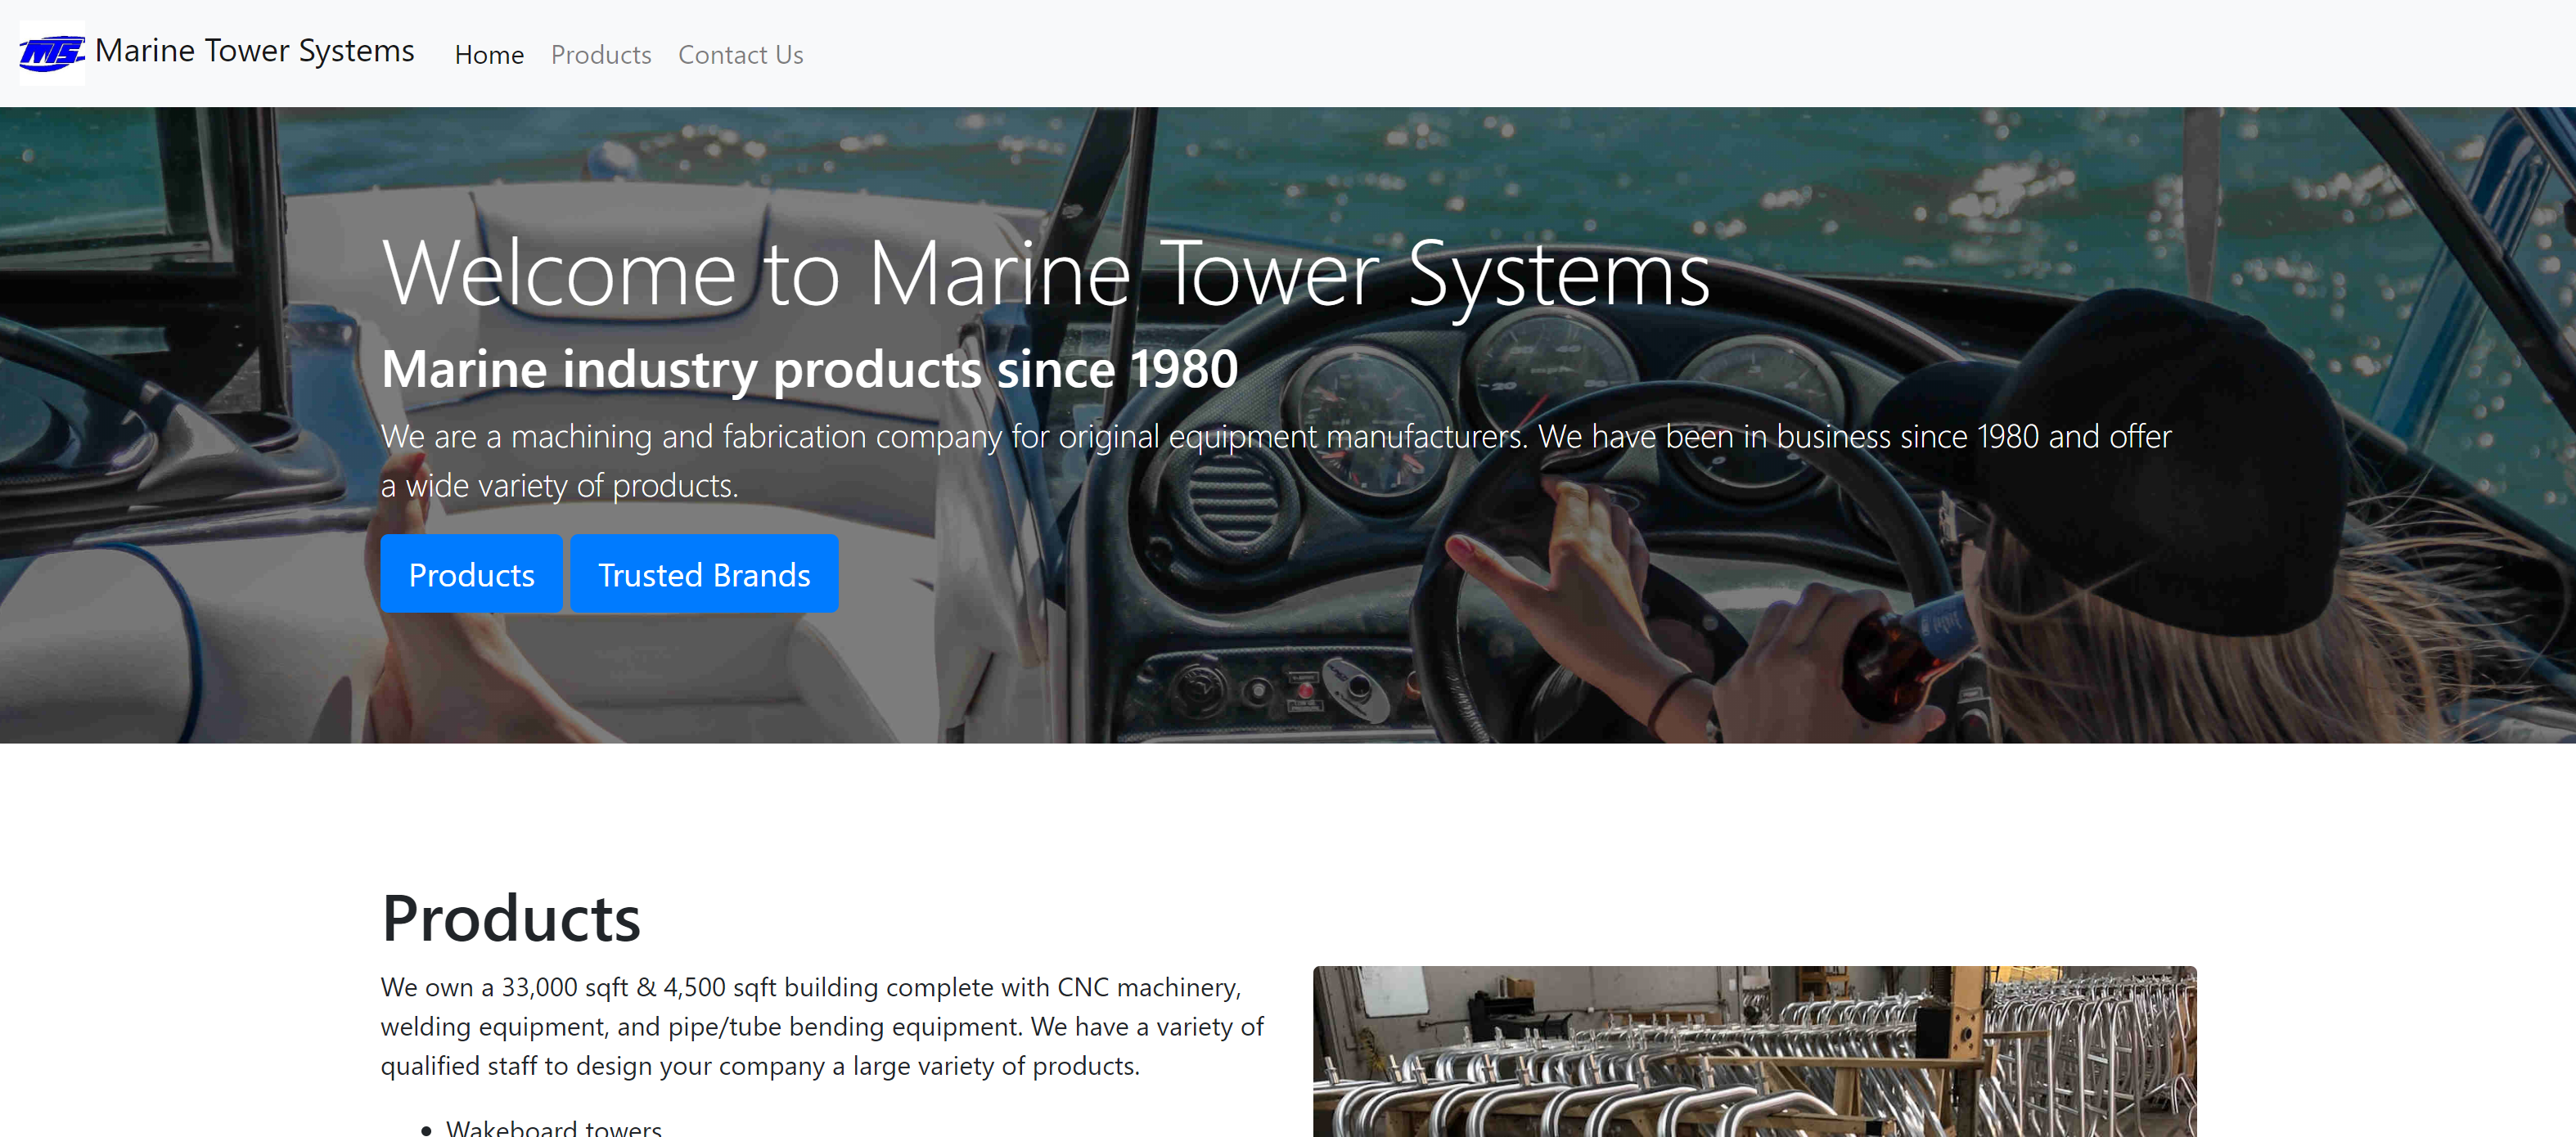 MTS Marine Tower Systems Home Products Contact Us
Welcome to Marine Tower Systems
Marine industry products since 1980
We are a machining and fabrication company for original equipment manufacturers. We have been in business since 1980 and offer
a wide variety of products.
Products Trusted Brands
Products
We own a 33,000 sqft & 4,500 sqft building complete with CNC machinery,
welding equipment, and pipe/tube bending equipment. We have a variety of
qualified staff to design your company a large variety of products.
• Wakeboard towers